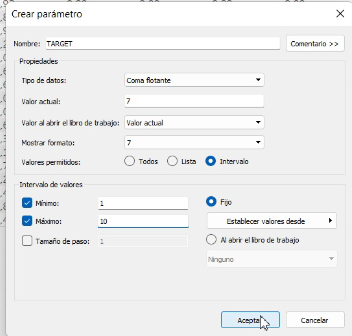 Crear parámetro
Nombre: TARGET Comentario >>
Propiedades
Tipo de datos: Coma flotante
Valor actual: 7
Valor al abrir el libro de trabajo: Valor actual
Mostrar formato: 7
Valores permitidos: Todos Lista Intervalo
Intervalo de valores
Mínimo: 1 Fijo
Máximo: 10 Establecer valores desde
Tamaño de paso: 1 Al abrir el libro de trabajo
Ninguno
Aceptar Cancelar